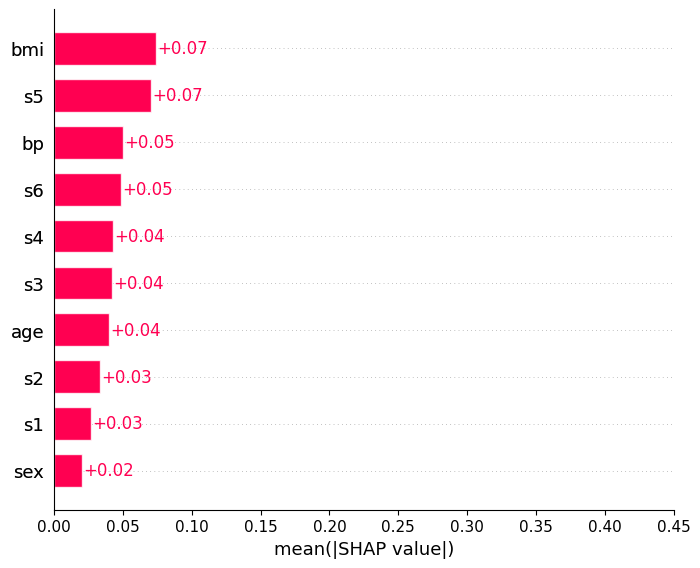 bmi +0.07
s5 +0.07
bp +0.05
s6 +0.05
s4 +0.04
s3 +0.04
age +0.04
s2 +0.03
s1 +0.03
sex +0.02
0.00 0.05 0.10 0.15 0.20 0.25 0.30 0.35 0.40 0.45
mean(|SHAP value|)